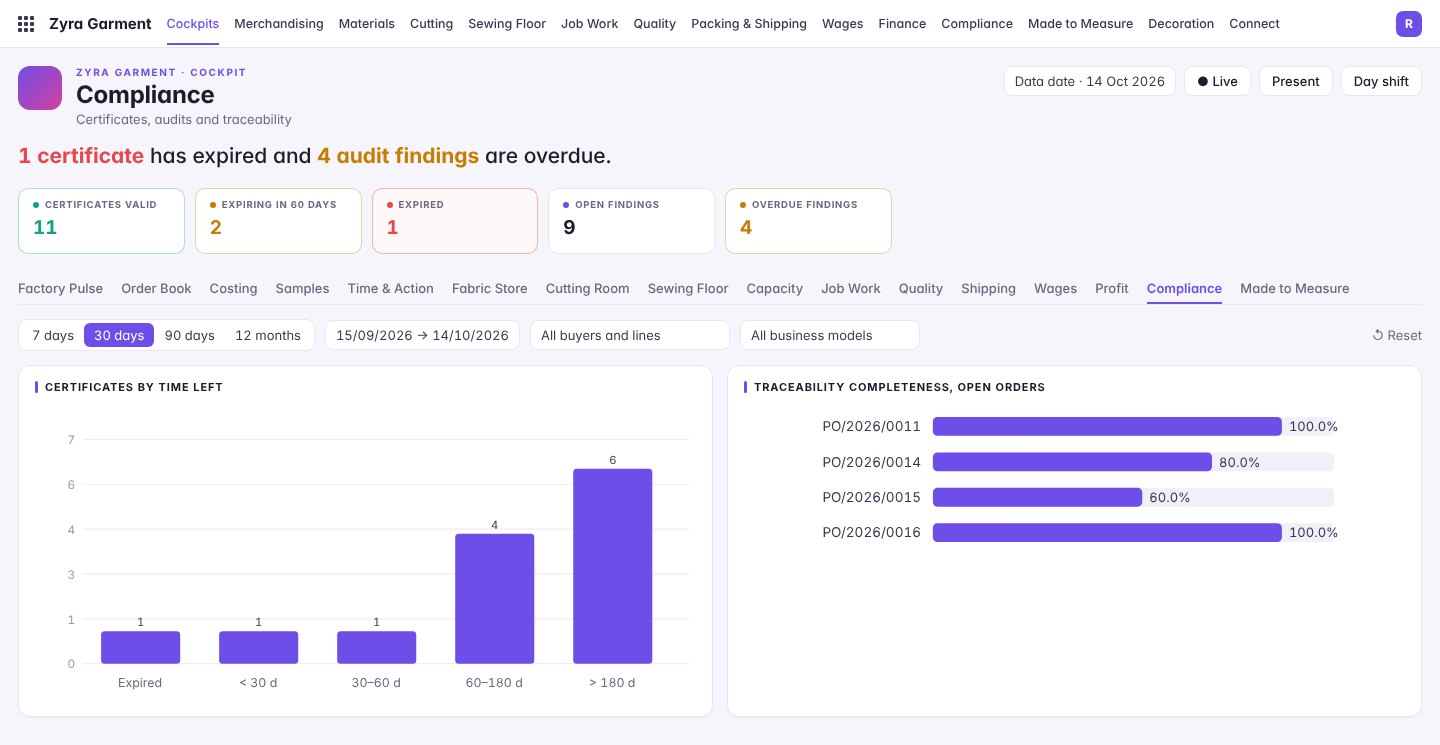 Zyra Garment Cockpits Merchandising Materials Cutting Sewing Floor Job Work Quality Packing & Shipping Wages Finance Compliance Made to Measure Decoration Connect R
ZYRA GARMENT · COCKPIT
Compliance
Certificates, audits and traceability
Data date · 14 Oct 2026 ● Live Present Day shift
1 certificate has expired and 4 audit findings are overdue.
CERTIFICATES VALID EXPIRING IN 60 DAYS EXPIRED OPEN FINDINGS OVERDUE FINDINGS
11 2 1 9 4
Factory Pulse Order Book Costing Samples Time & Action Fabric Store Cutting Room Sewing Floor Capacity Job Work Quality Shipping Wages Profit Compliance Made to Measure
7 days 30 days 90 days 12 months 15/09/2026 → 14/10/2026 All buyers and lines All business models ↺ Reset
CERTIFICATES BY TIME LEFT
7
6
4
3
1
0
1 1 1 4 6
Expired < 30 d 30–60 d 60–180 d > 180 d
TRACEABILITY COMPLETENESS, OPEN ORDERS
PO/2026/0011 100.0%
PO/2026/0014 80.0%
PO/2026/0015 60.0%
PO/2026/0016 100.0%